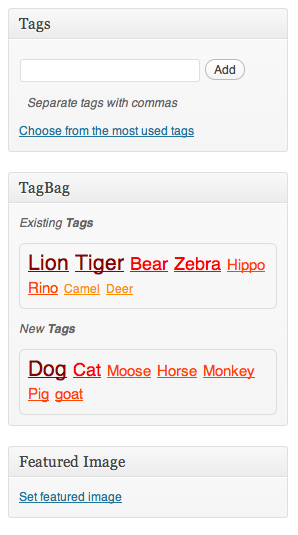 Tags
Add
Separate tags with commas
Choose from the most used tags
TagBag
Existing Tags
Lion Tiger Bear Zebra Hippo
Rino Camel Deer
New Tags
Dog Cat Moose Horse Monkey
Pig goat
Featured Image
Set featured image